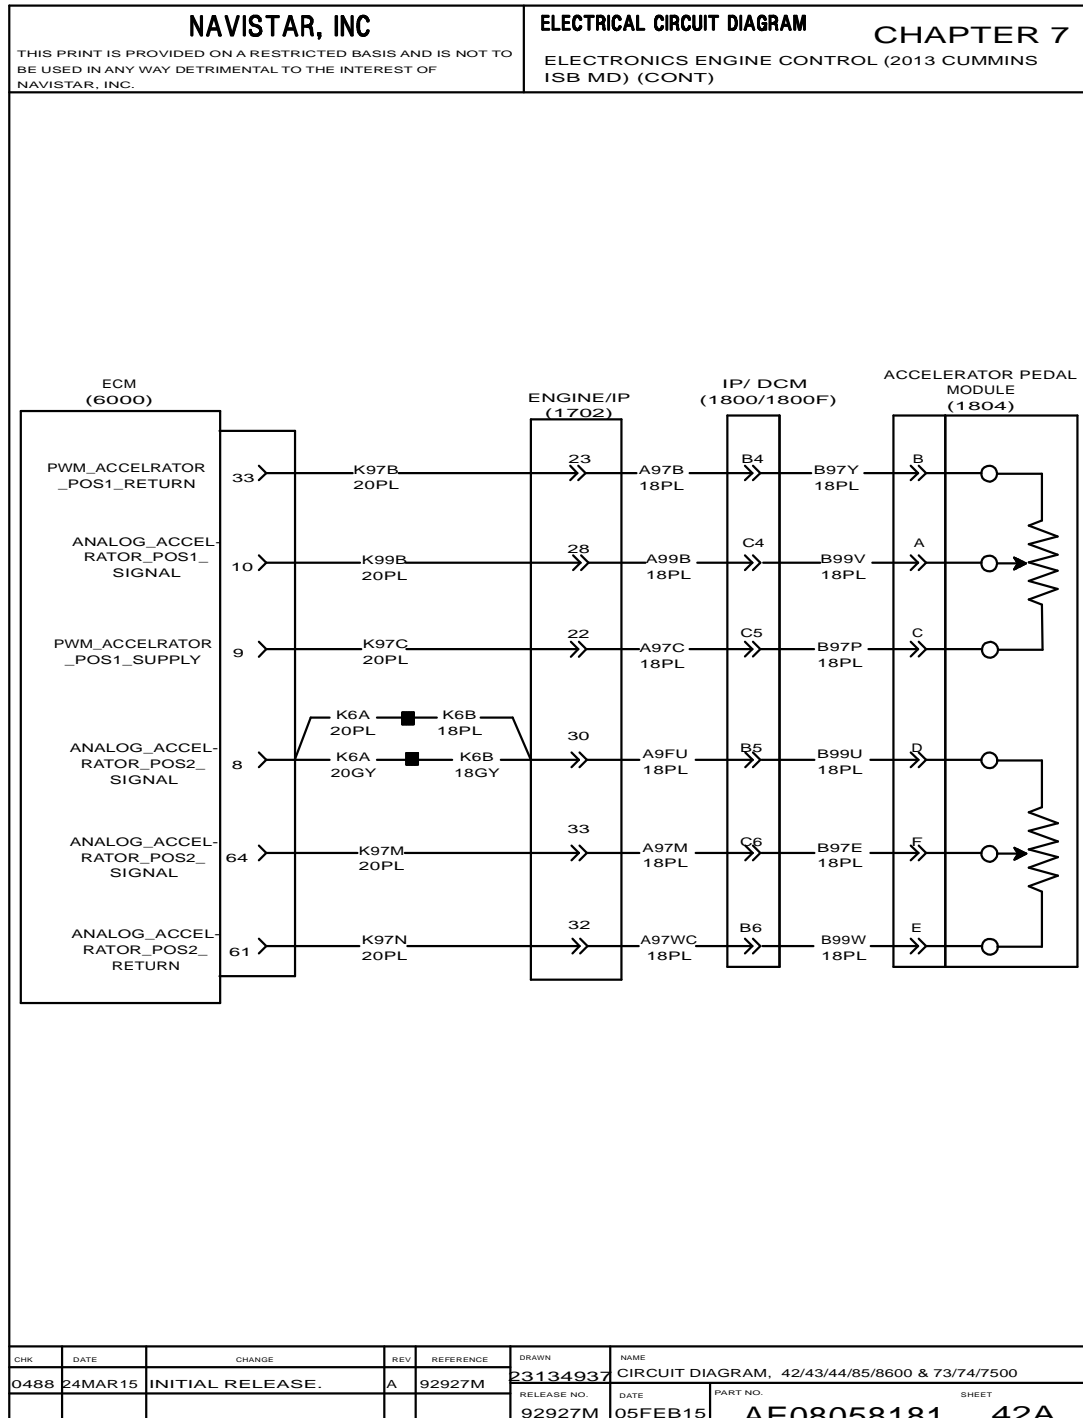 NAVISTAR, INC
THIS PRINT IS PROVIDED ON A RESTRICTED BASIS AND IS NOT TO
BE USED IN ANY WAY DETRIMENTAL TO THE INTEREST OF
NAVISTAR, INC.
ELECTRICAL CIRCUIT DIAGRAM
CHAPTER 7
ELECTRONICS ENGINE CONTROL (2013 CUMMINS
ISB MD) (CONT)
ECM
(6000)
ENGINE/IP
(1702)
IP/ DCM
(1800/1800F)
ACCELERATOR PEDAL
MODULE
(1804)
PWM_ACCELRATOR
_POS1_RETURN
33
K97B
20PL
23
A97B
18PL
B4
B97Y
18PL
B
ANALOG_ACCEL-
RATOR_POS1_
SIGNAL
10
K99B
20PL
28
A99B
18PL
C4
B99V
18PL
A
PWM_ACCELRATOR
_POS1_SUPPLY
9
K97C
20PL
22
A97C
18PL
C5
B97P
18PL
C
K6A
20PL
K6B
18PL
ANALOG_ACCEL-
RATOR_POS2_
SIGNAL
8
K6A
20GY
K6B
18GY
30
A9FU
18PL
B5
B99U
18PL
D
ANALOG_ACCEL-
RATOR_POS2_
SIGNAL
64
K97M
20PL
33
A97M
18PL
C6
B97E
18PL
F
ANALOG_ACCEL-
RATOR_POS2_
RETURN
61
K97N
20PL
32
A97WC
18PL
B6
B99W
18PL
E
CHK DATE CHANGE REV REFERENCE
0488 24MAR15 INITIAL RELEASE. A 92927M
DRAWN
23134937
NAME
CIRCUIT DIAGRAM, 42/43/44/85/8600 & 73/74/7500
RELEASE NO.
92927M
DATE
05FEB15
PART NO.
AE08058181
SHEET
42A